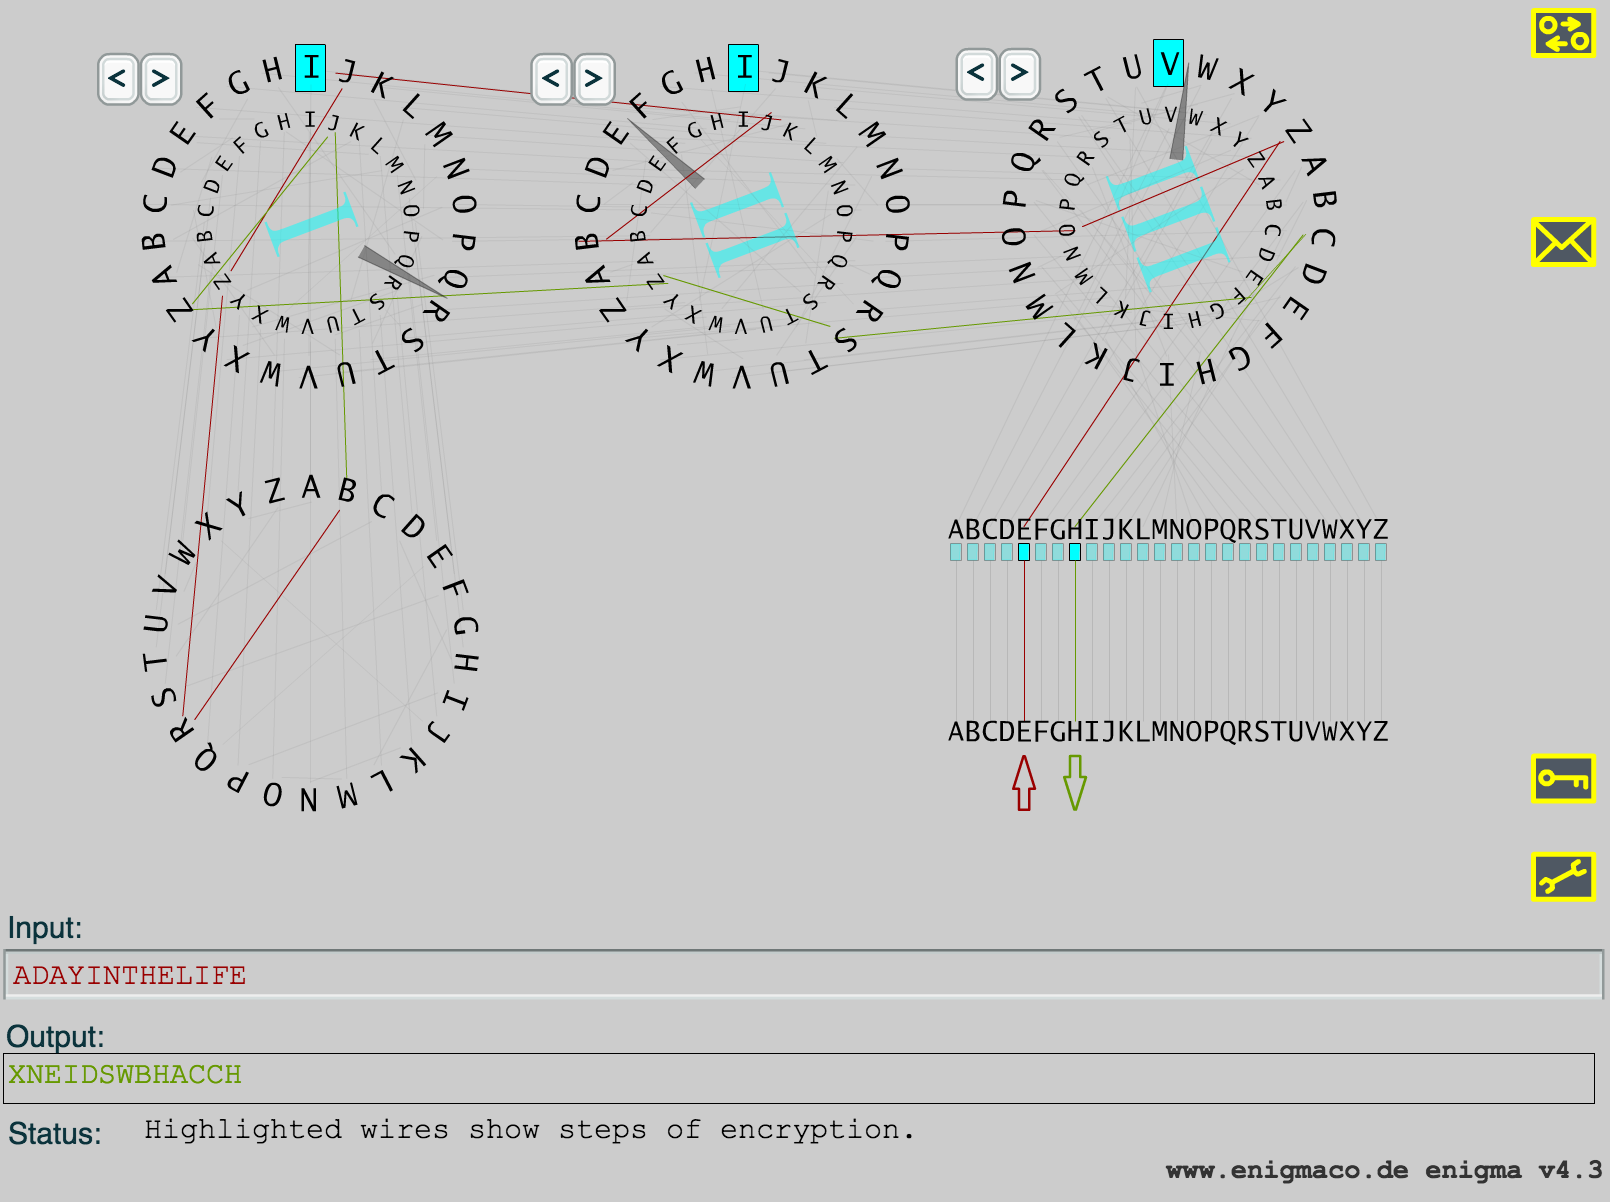 < > < > < >
A B C D E F G H I J K L M N O P Q R S T U V W X Y Z
A B C D E F G H I J K L M N O P Q R S T U V W X Y Z
I
A B C D E F G H I J K L M N O P Q R S T U V W X Y Z
A B C D E F G H I J K L M N O P Q R S T U V W X Y Z
II
A B C D E F G H I J K L M N O P Q R S T U V W X Y Z
A B C D E F G H I J K L M N O P Q R S T U V W X Y Z
III
A B C D E F G H I J K L M N O P Q R S T U V W X Y Z
ABCDEFGHIJKLMNOPQRSTUVWXYZ
ABCDEFGHIJKLMNOPQRSTUVWXYZ
Input:
ADAYINTHELIFE
Output:
XNEIDSWBHACCH
Status: Highlighted wires show steps of encryption.
www.enigmaco.de enigma v4.3